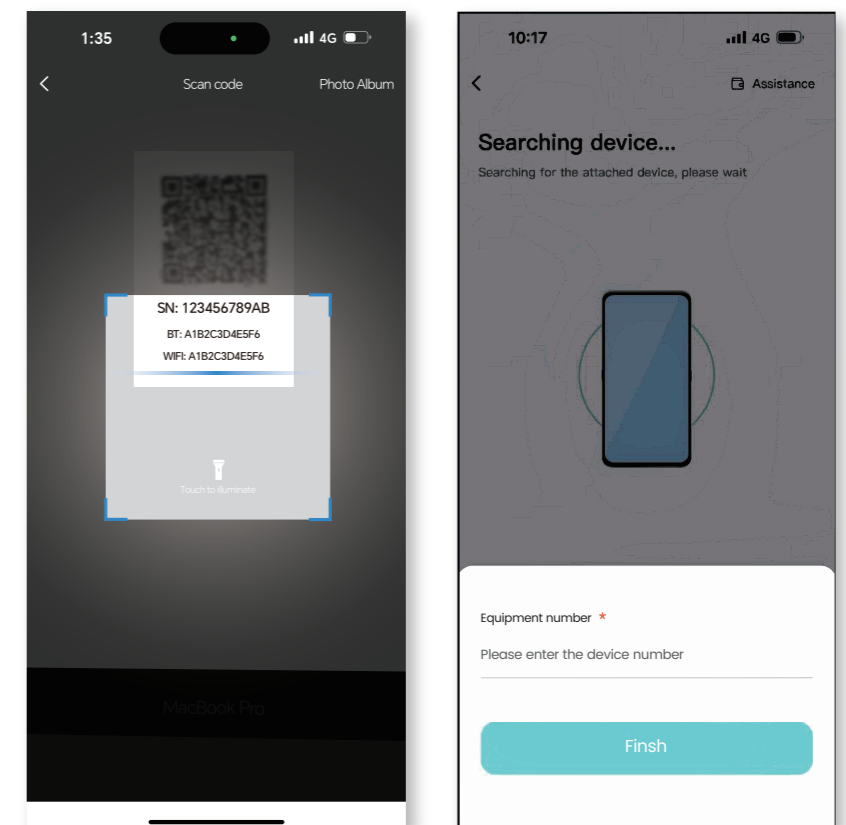 1:35
4G
Scan code
Photo Album
SN: 123456789AB
BT: A1B2C3D4E5F6
WIFI: A1B2C3D4E5F6
Touch to illuminate
MacBook Pro
10:17
4G
Assistance
Searching device...
Searching for the attached device, please wait
Equipment number *
Please enter the device number
Finsh